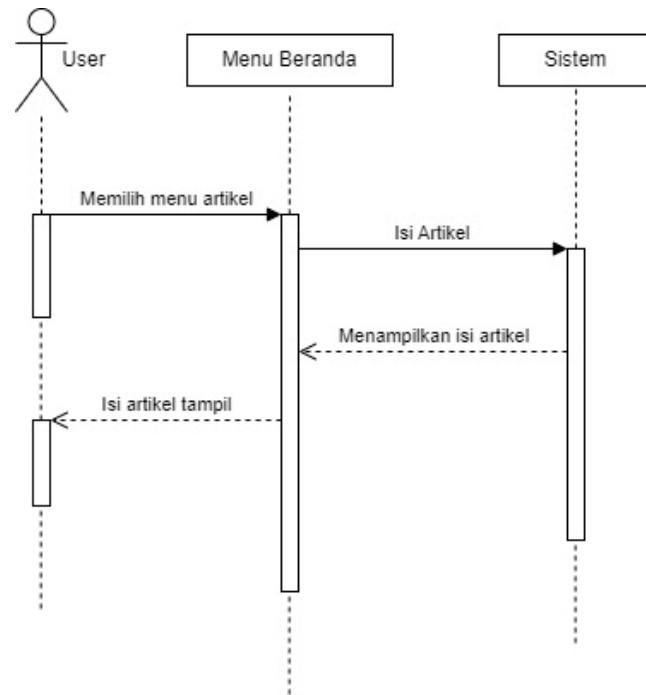 User
Menu Beranda
Sistem
Memilih menu artikel
Isi Artikel
Menampilkan isi artikel
Isi artikel tampil